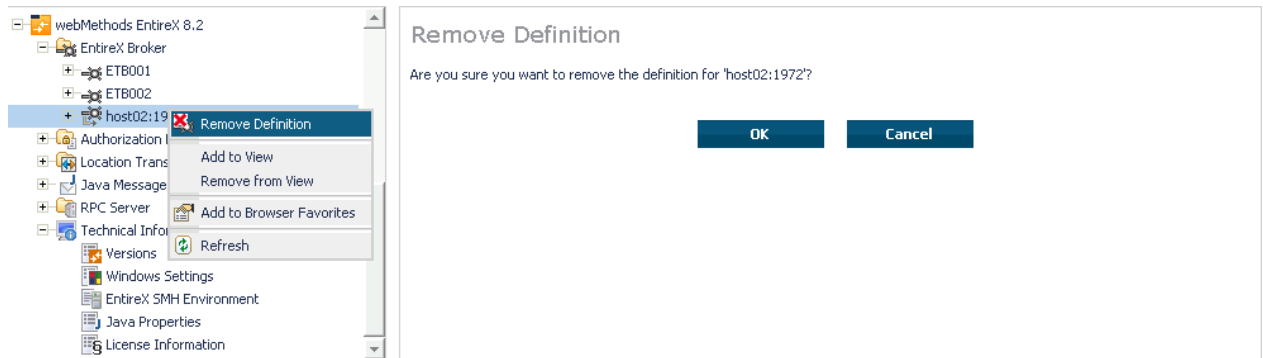 webMethods EntireX 8.2
EntireX Broker
ETB001
ETB002
host02:19
Authorization
Location Trans
Java Message
RPC Server
Technical Infor
Versions
Windows Settings
EntireX SMH Environment
Java Properties
License Information
Remove Definition
Add to View
Remove from View
Add to Browser Favorites
Refresh
Remove Definition
Are you sure you want to remove the definition for 'host02:1972'?
OK
Cancel